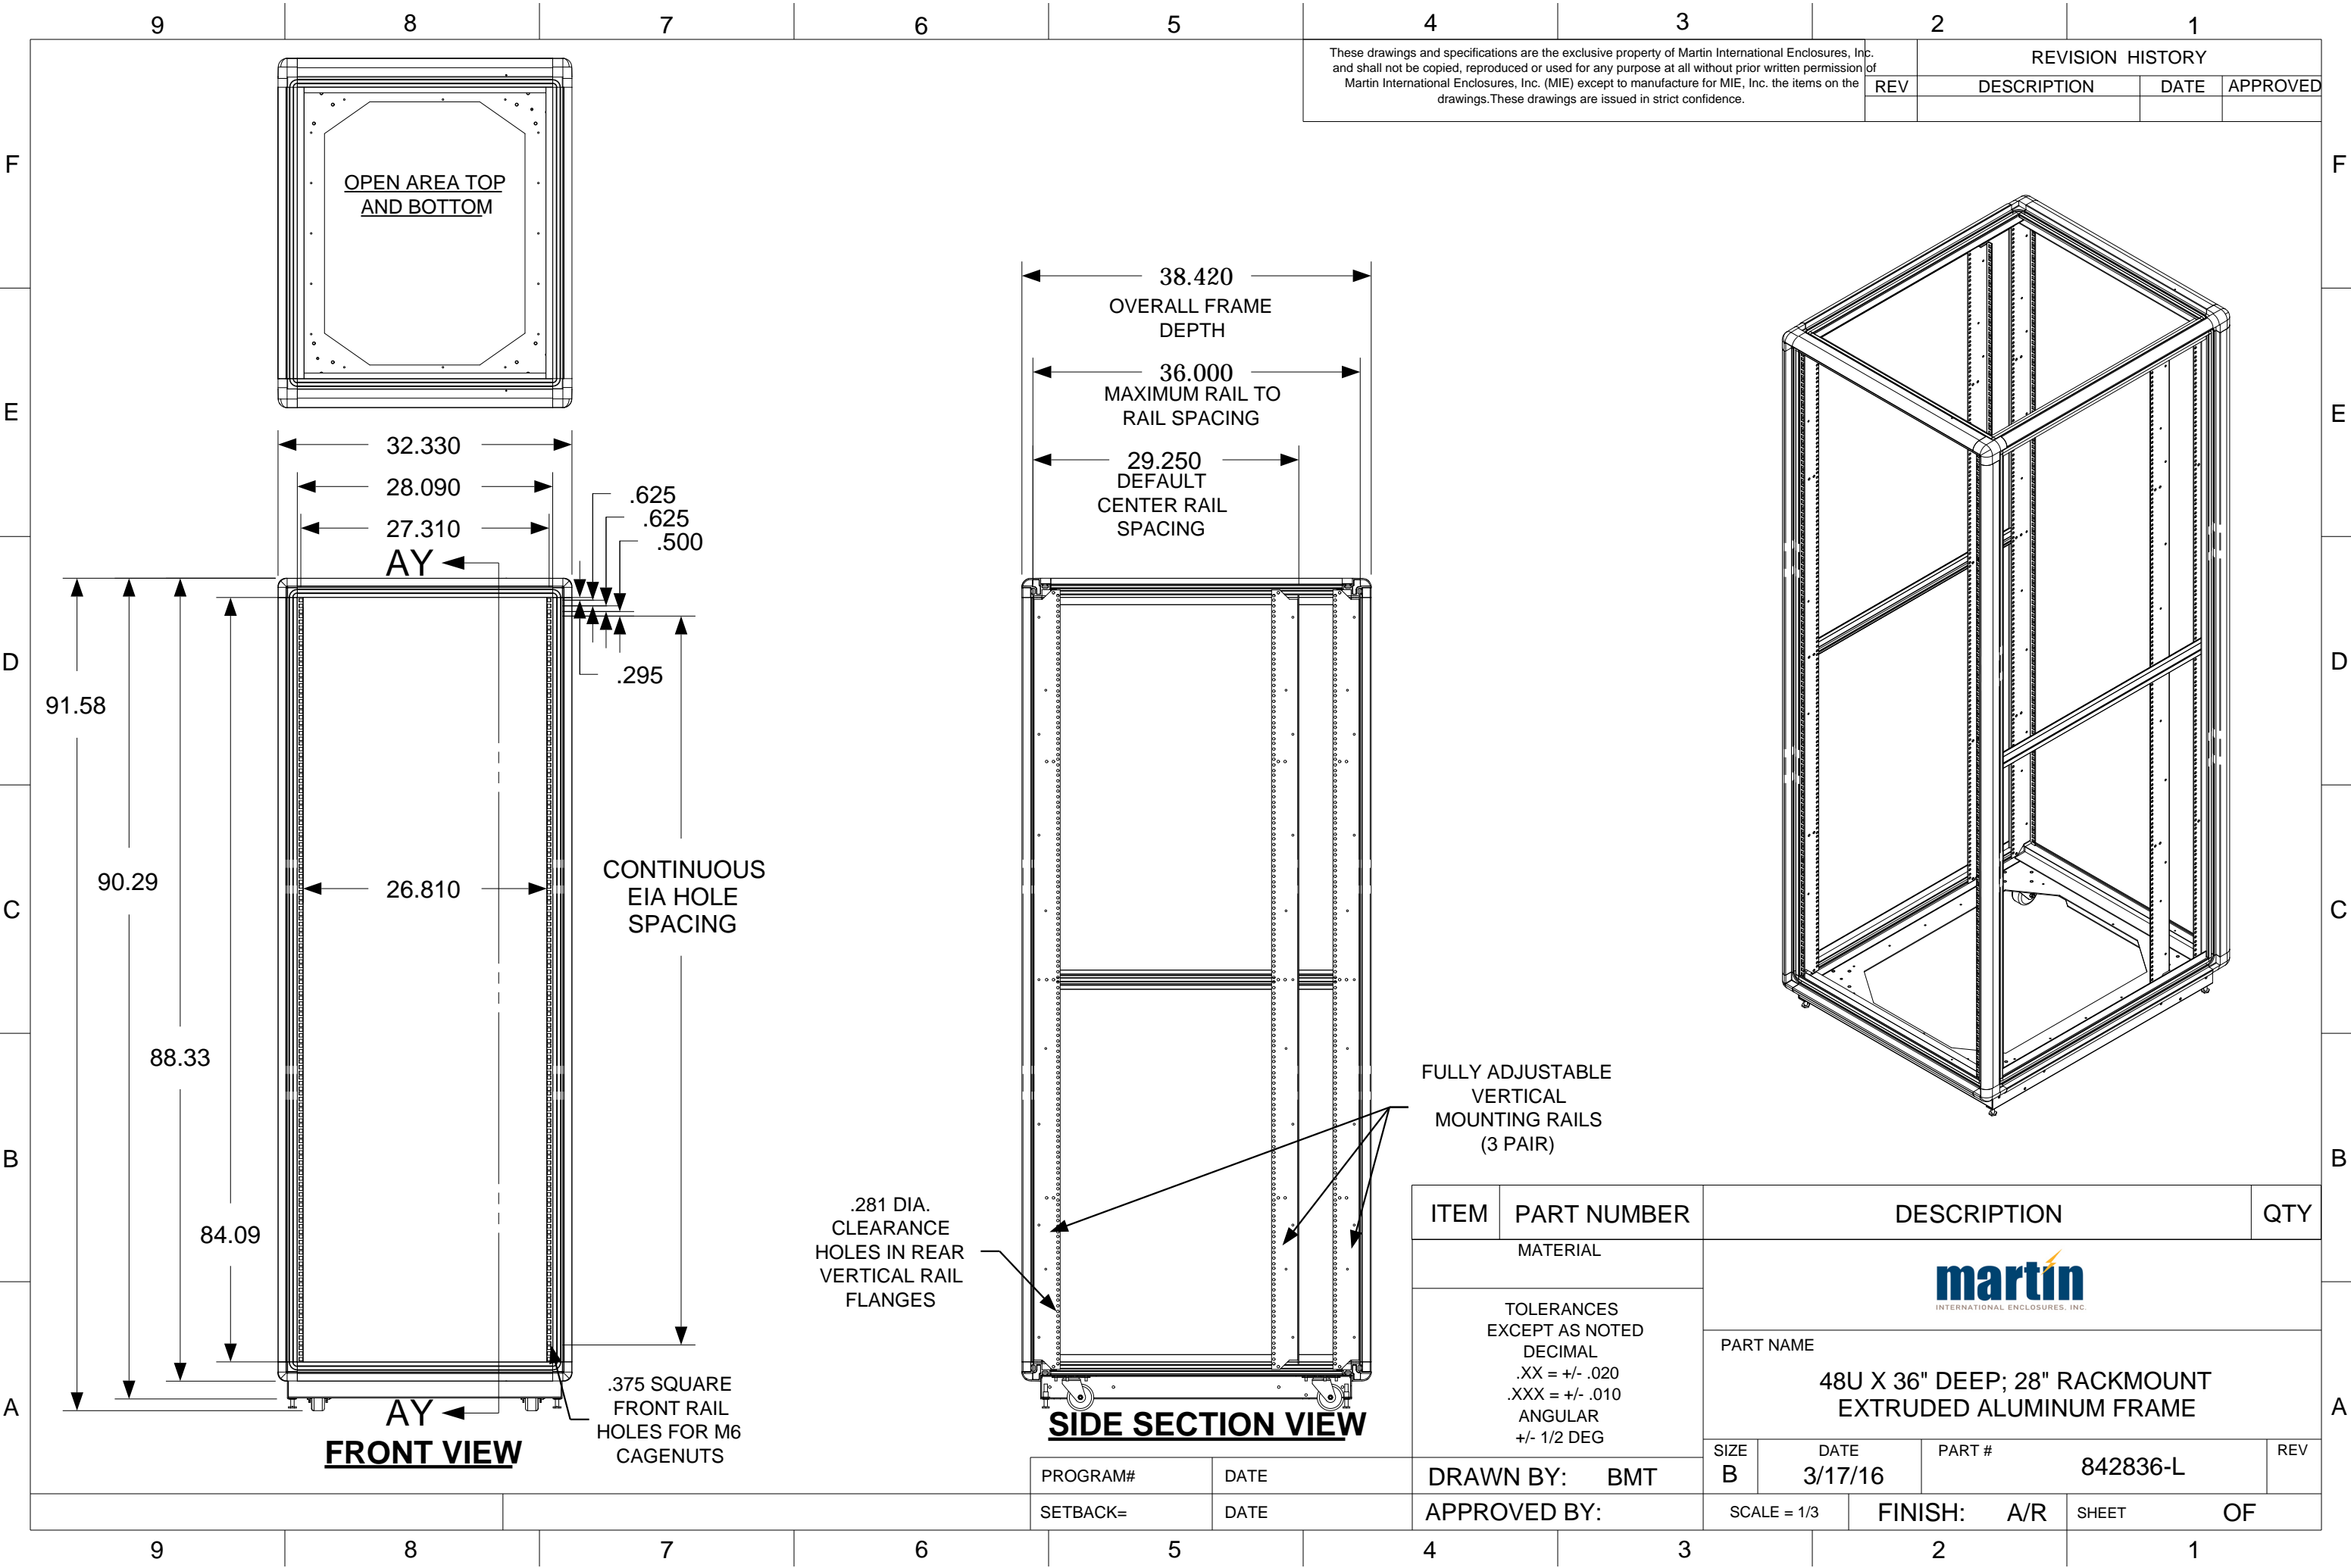 9 8 7 6 5 4 3 2 1
These drawings and specifications are the exclusive property of Martin International Enclosures, Inc.
and shall not be copied, reproduced or used for any purpose at all without prior written permission of
Martin International Enclosures, Inc. (MIE) except to manufacture for MIE, Inc. the items on the
drawings.These drawings are issued in strict confidence.
REVISION HISTORY
REV DESCRIPTION DATE APPROVED
F F
E E
D D
C C
B B
A A
OPEN AREA TOP
AND BOTTOM
32.330
28.090
27.310
AY
.625
.625
.500
.295
91.58
90.29
88.33
84.09
26.810
CONTINUOUS
EIA HOLE
SPACING
AY
FRONT VIEW
.375 SQUARE
FRONT RAIL
HOLES FOR M6
CAGENUTS
38.420
OVERALL FRAME
DEPTH
36.000
MAXIMUM RAIL TO
RAIL SPACING
29.250
DEFAULT
CENTER RAIL
SPACING
FULLY ADJUSTABLE
VERTICAL
MOUNTING RAILS
(3 PAIR)
.281 DIA.
CLEARANCE
HOLES IN REAR
VERTICAL RAIL
FLANGES
SIDE SECTION VIEW
ITEM PART NUMBER DESCRIPTION QTY
MATERIAL
TOLERANCES
EXCEPT AS NOTED
DECIMAL
.XX = +/- .020
.XXX = +/- .010
ANGULAR
+/- 1/2 DEG
martin
INTERNATIONAL ENCLOSURES, INC.
PART NAME
48U X 36" DEEP; 28" RACKMOUNT
EXTRUDED ALUMINUM FRAME
SIZE DATE PART # REV
B 3/17/16 842836-L
PROGRAM# DATE
DRAWN BY: BMT
SETBACK= DATE
APPROVED BY:
SCALE = 1/3 FINISH: A/R SHEET OF
9 8 7 6 5 4 3 2 1